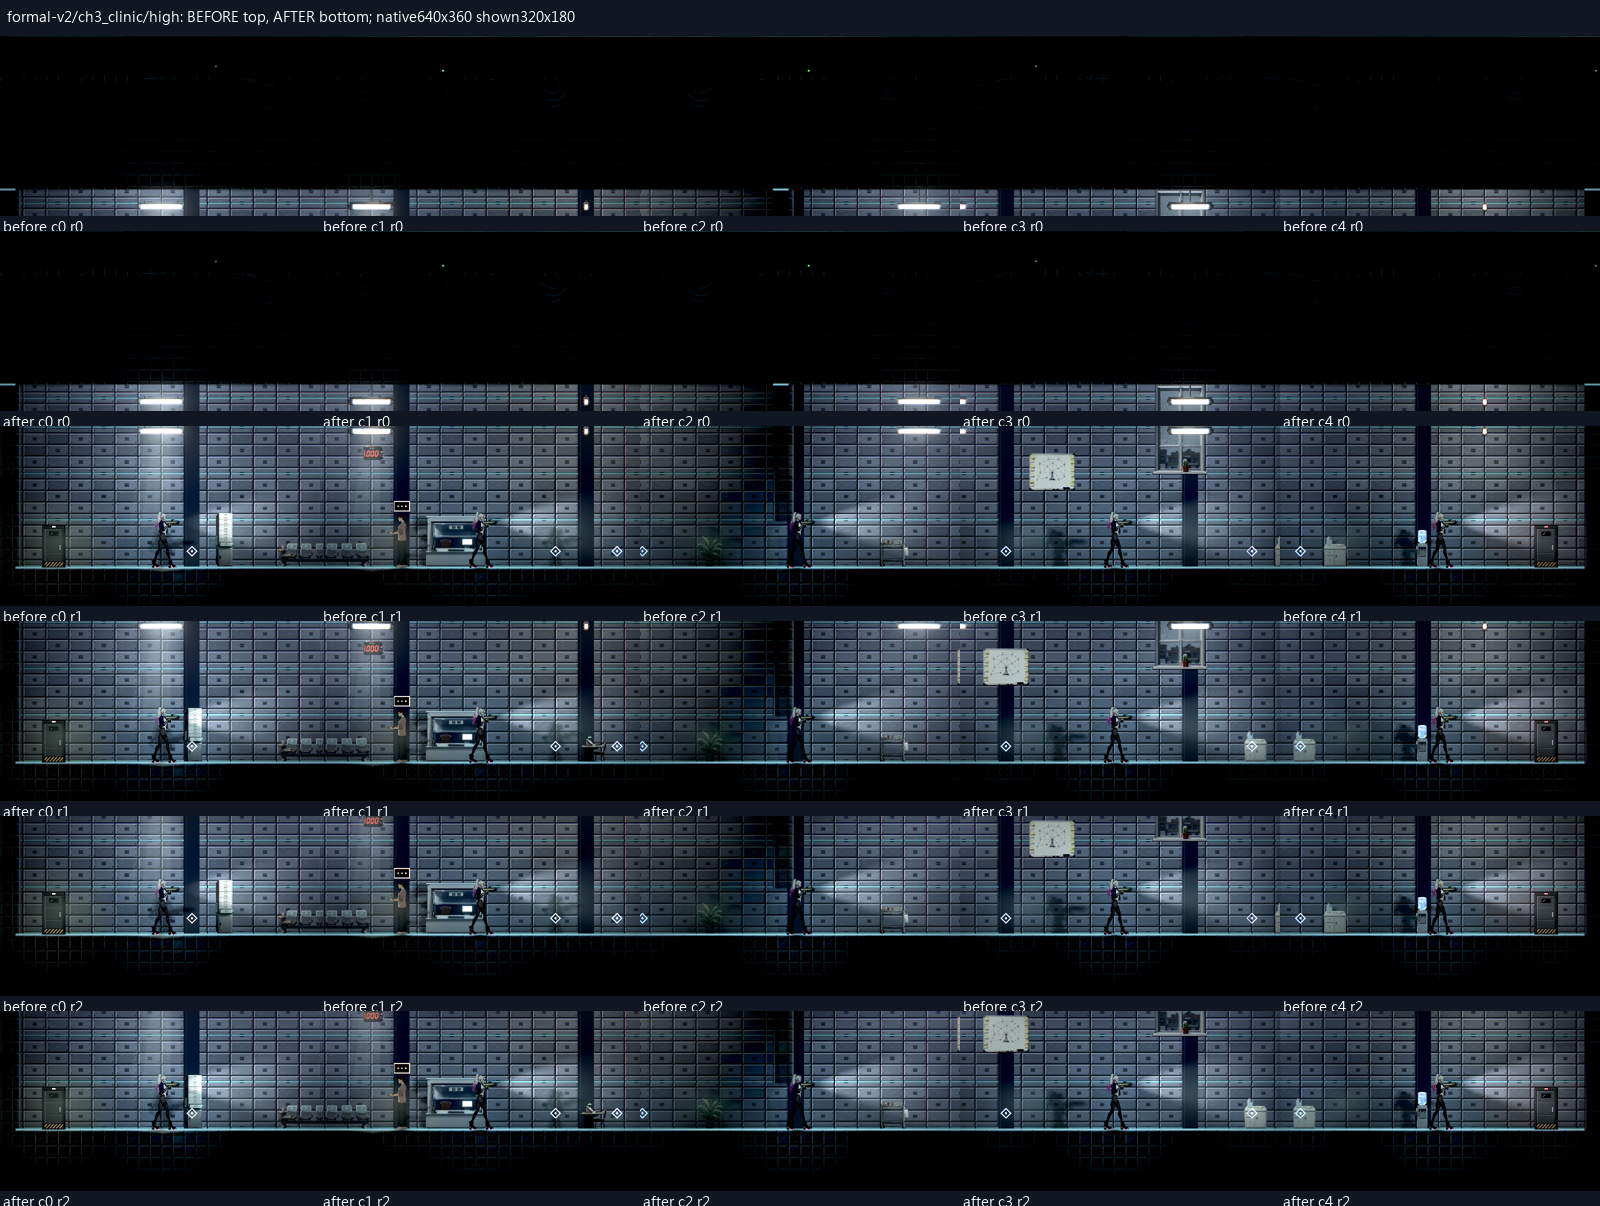 formal-v2/ch3_clinic/high: BEFORE top, AFTER bottom; native640x360 shown320x180
before c0 r0 before c1 r0 before c2 r0 before c3 r0 before c4 r0
after c0 r0 after c1 r0 after c2 r0 after c3 r0 after c4 r0
before c0 r1 before c1 r1 before c2 r1 before c3 r1 before c4 r1
after c0 r1 after c1 r1 after c2 r1 after c3 r1 after c4 r1
before c0 r2 before c1 r2 before c2 r2 before c3 r2 before c4 r2
after c0 r2 after c1 r2 after c2 r2 after c3 r2 after c4 r2